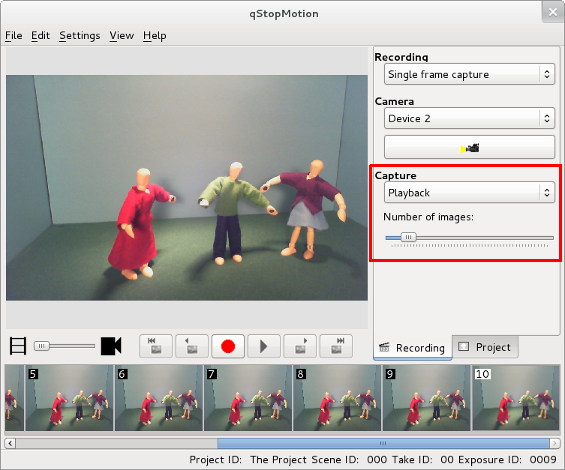 qStopMotion
File Edit Settings View Help
Recording
Single frame capture
Camera
Device 2
Capture
Playback
Number of images:
Recording Project
5 6 7 8 9 10
Project ID: The Project Scene ID: 000 Take ID: 00 Exposure ID: 0009